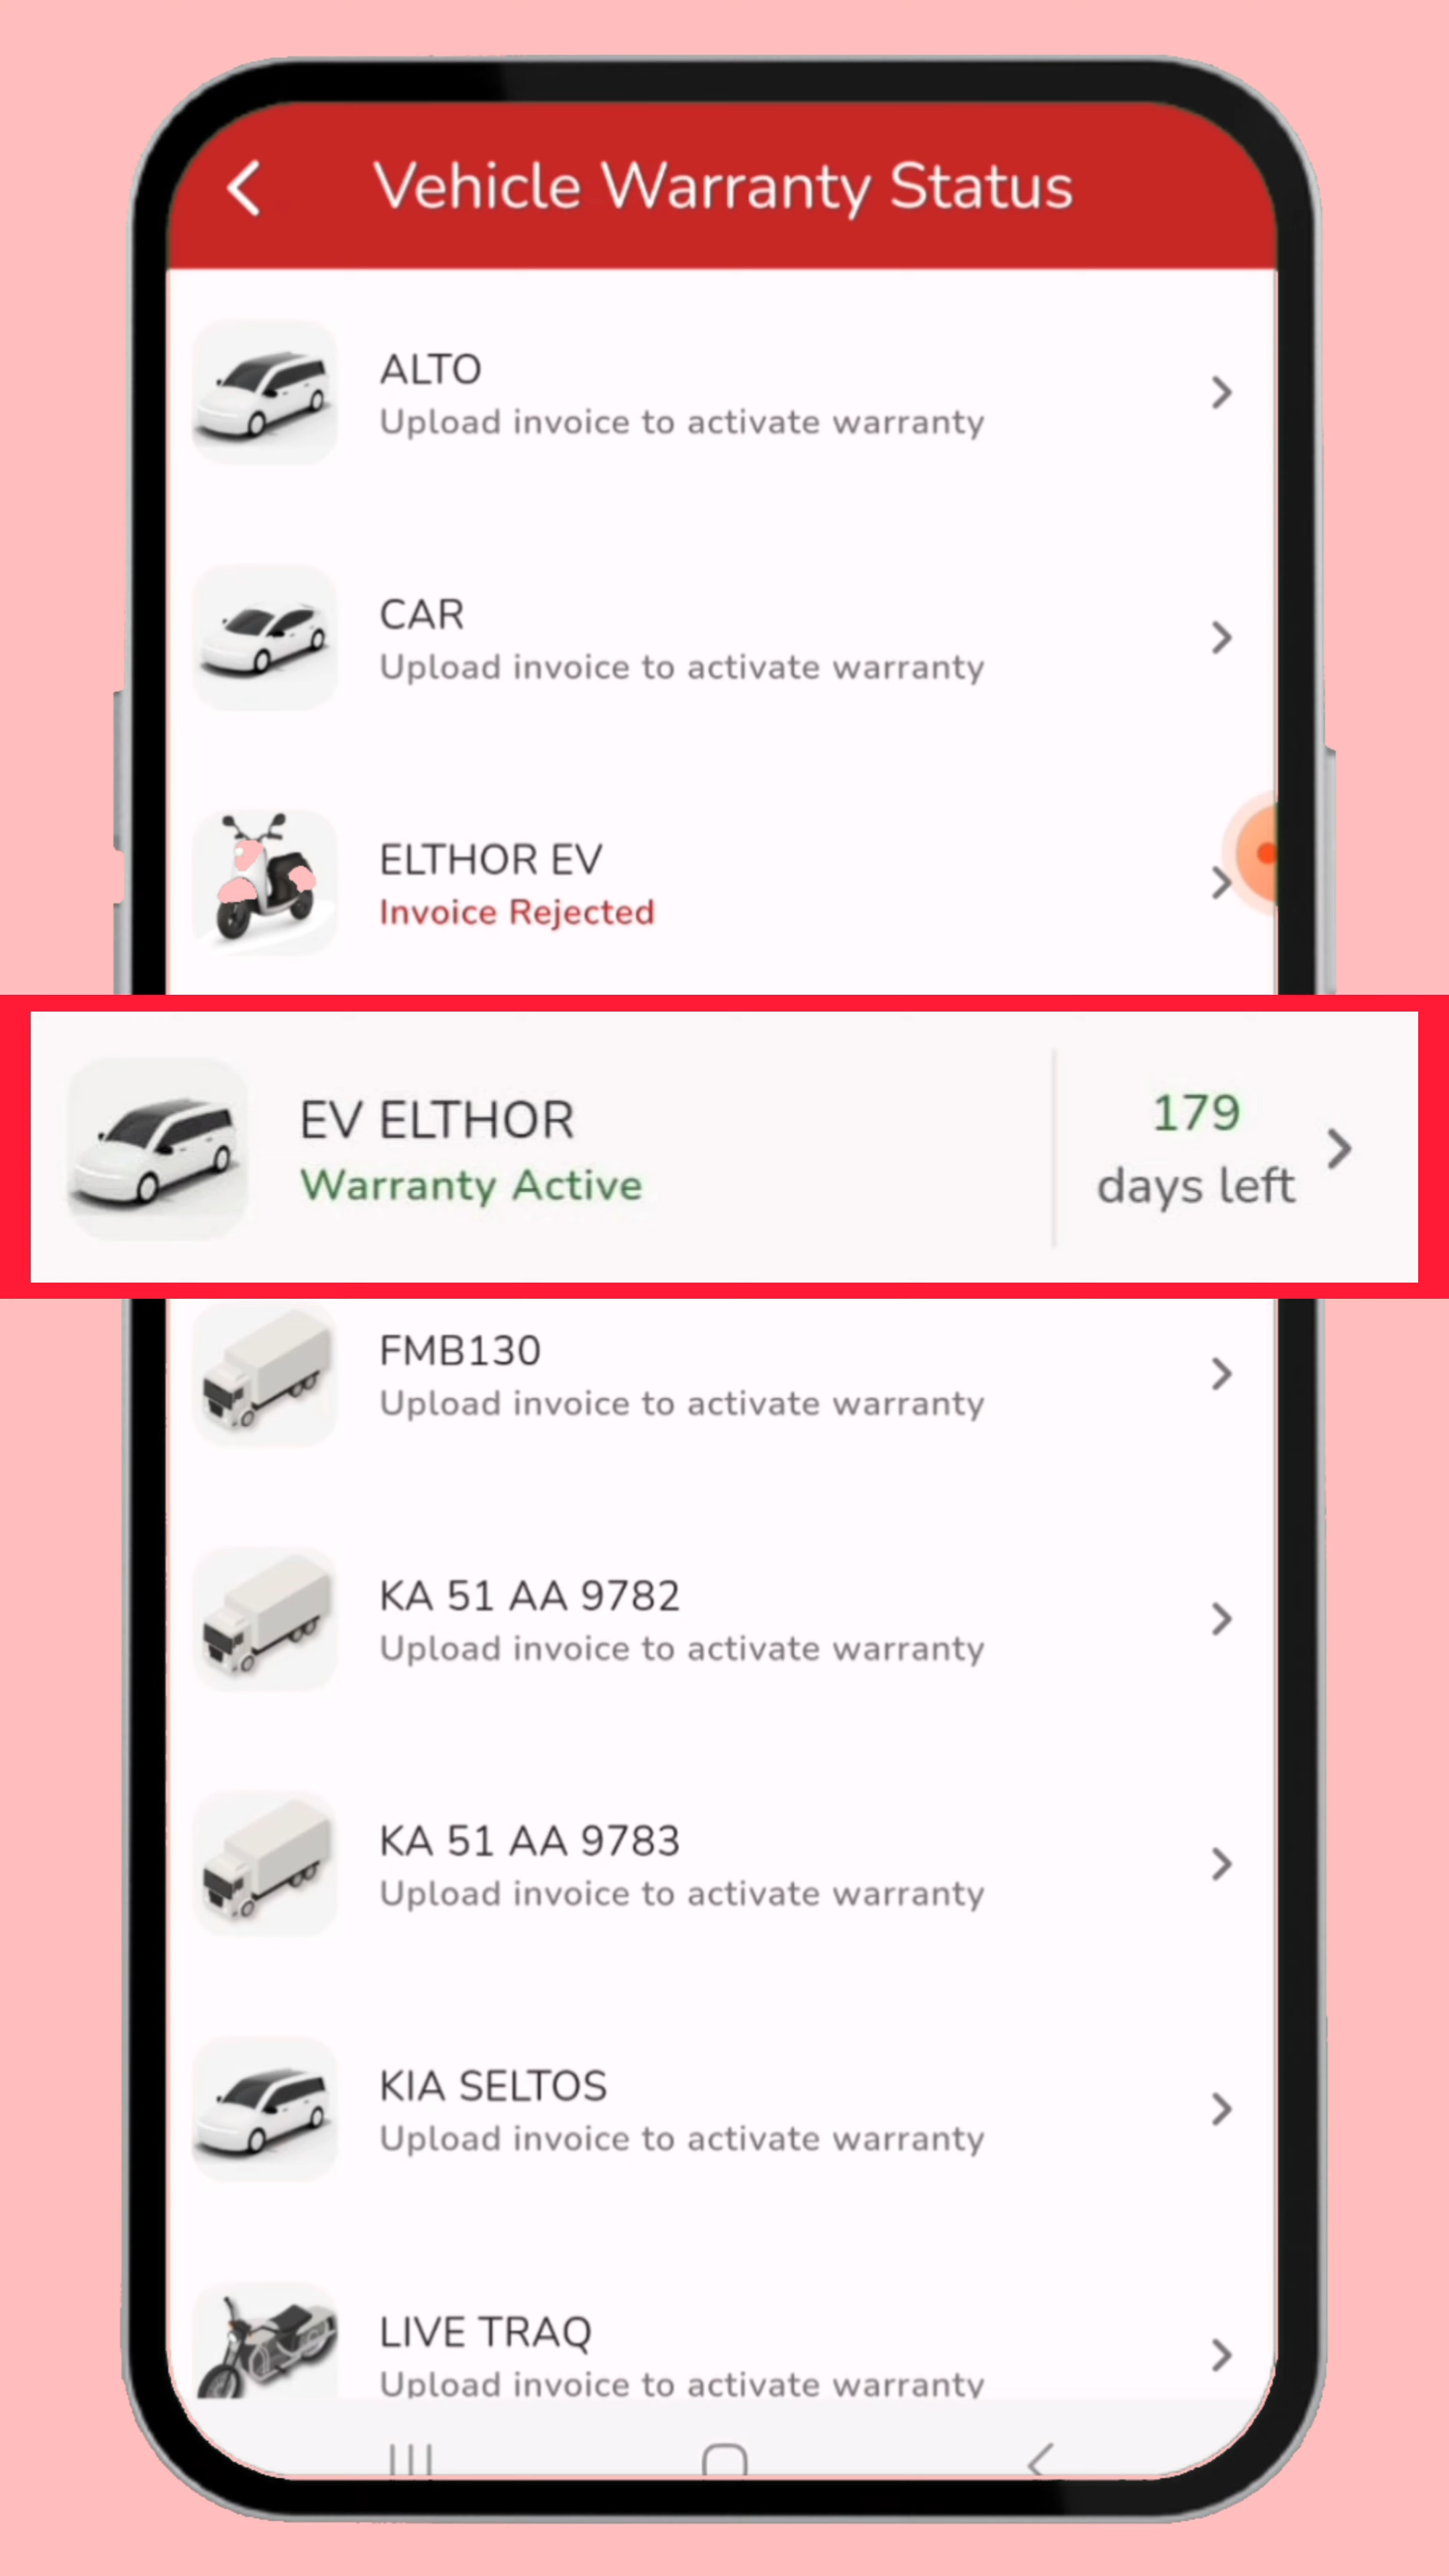 Vehicle Warranty Status
ALTO
Upload invoice to activate warranty
CAR
Upload invoice to activate warranty
ELTHOR EV
Invoice Rejected
EV ELTHOR
Warranty Active
179
days left
FMB130
Upload invoice to activate warranty
KA 51 AA 9782
Upload invoice to activate warranty
KA 51 AA 9783
Upload invoice to activate warranty
KIA SELTOS
Upload invoice to activate warranty
LIVE TRAQ
Upload invoice to activate warranty